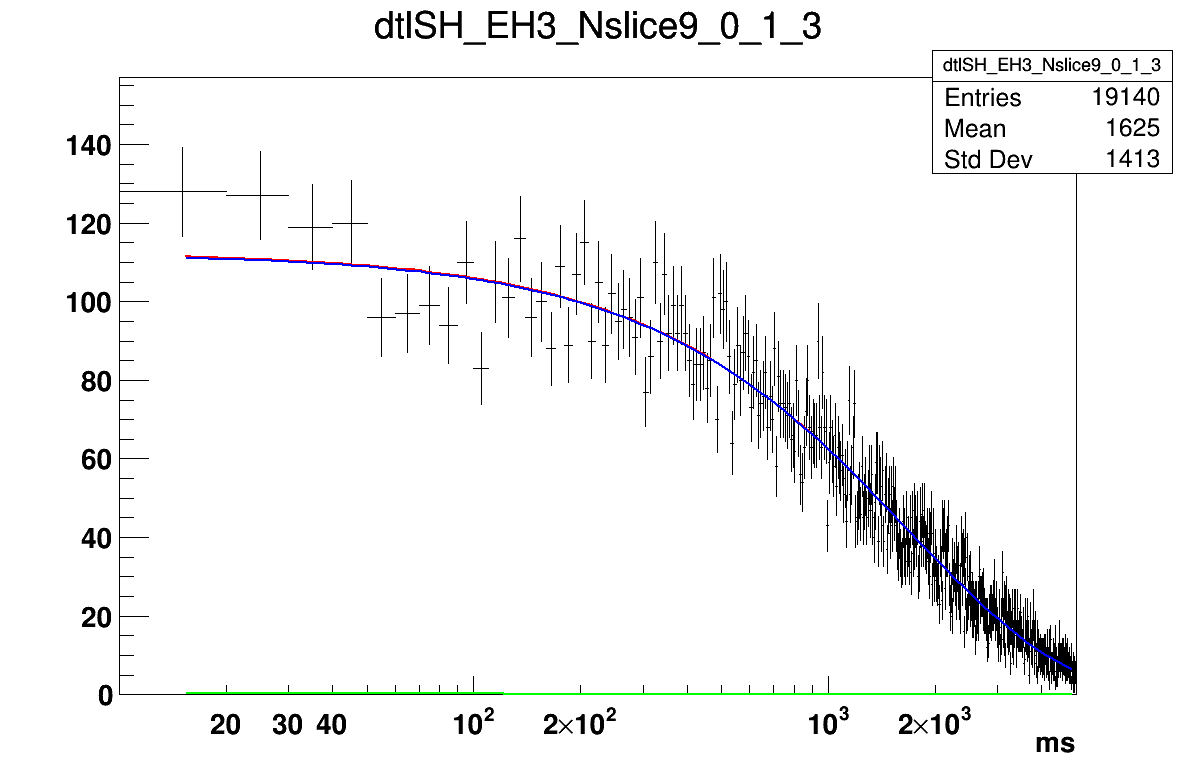 dtlSH_EH3_Nslice9_0_1_3
dtlSH_EH3_Nslice9_0_1_3
Entries 19140
Mean 1625
Std Dev 1413
140
120
100
80
60
40
20
0
20 30 40 10² 2×10² 10³ 2×10³
ms